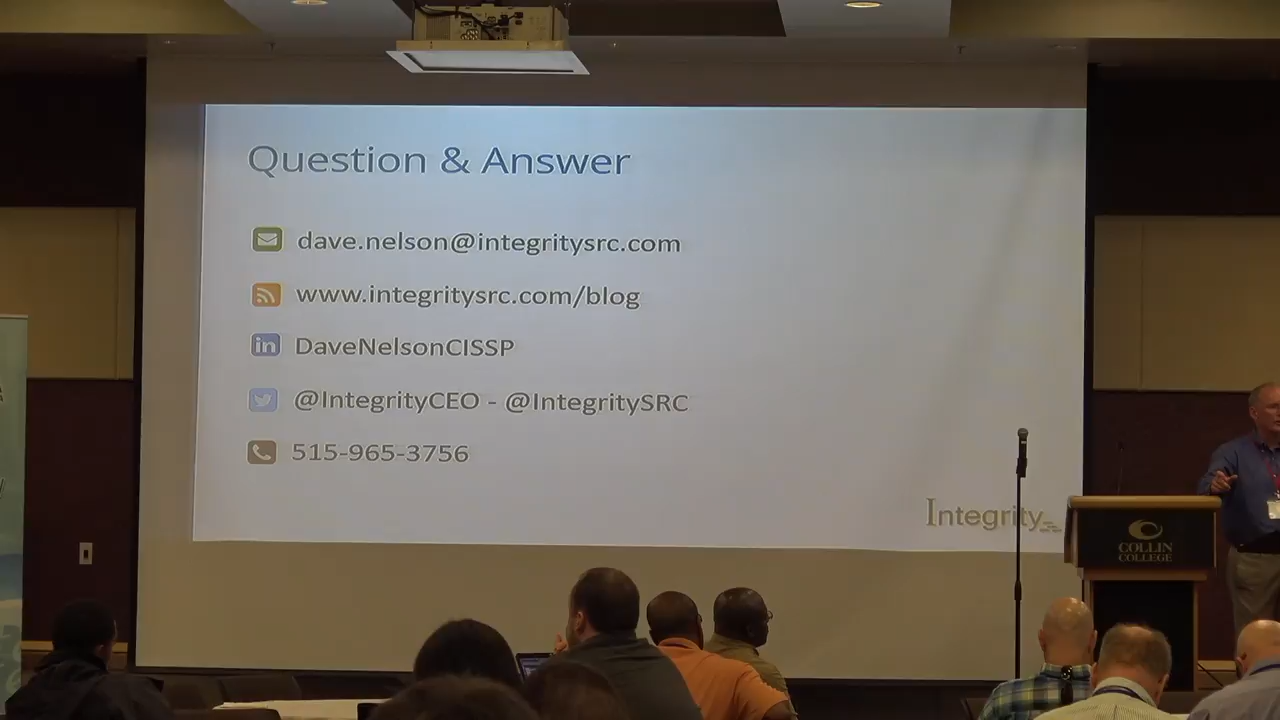 Question & Answer
dave.nelson@integritysrc.com
www.integritysrc.com/blog
in DaveNelsonCISSP
@IntegrityCEO - @IntegritySRC
515-965-3756
Integrity
COLLIN
COLLEGE